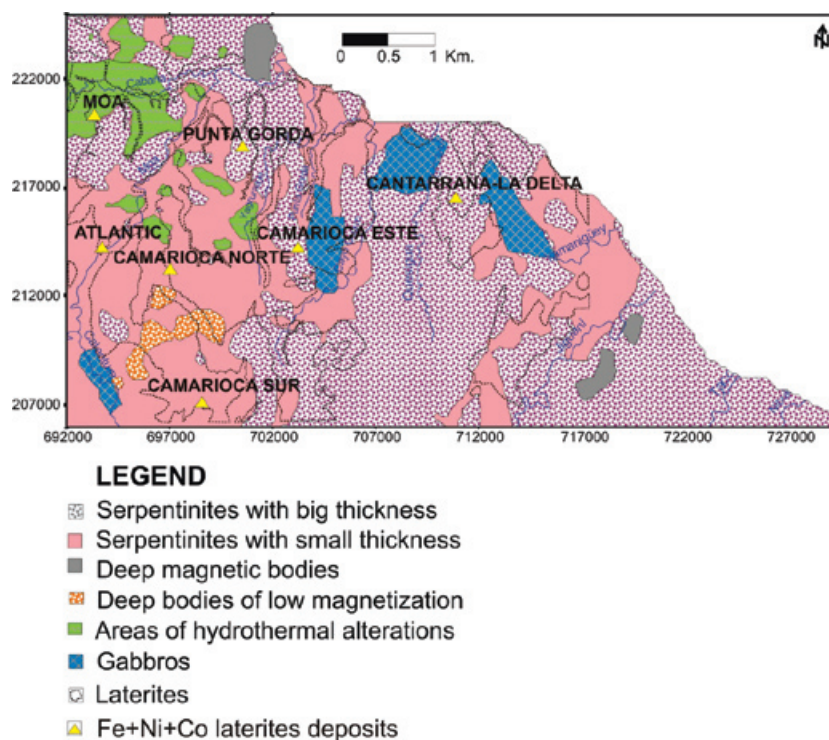 N
0 0.5 1 Km.
222000
Cabañ
MOA
PUNTA GORDA
217000
CANTARRANA-LA DELTA
ATLANTIC
CAMARIOCA ESTE
CAMARIOCA NORTE
212000
CAMARIOCA SUR
207000
692000 697000 702000 707000 712000 717000 722000 727000
LEGEND
Serpentinites with big thickness
Serpentinites with small thickness
Deep magnetic bodies
Deep bodies of low magnetization
Areas of hydrothermal alterations
Gabbros
Laterites
Fe+Ni+Co laterites deposits